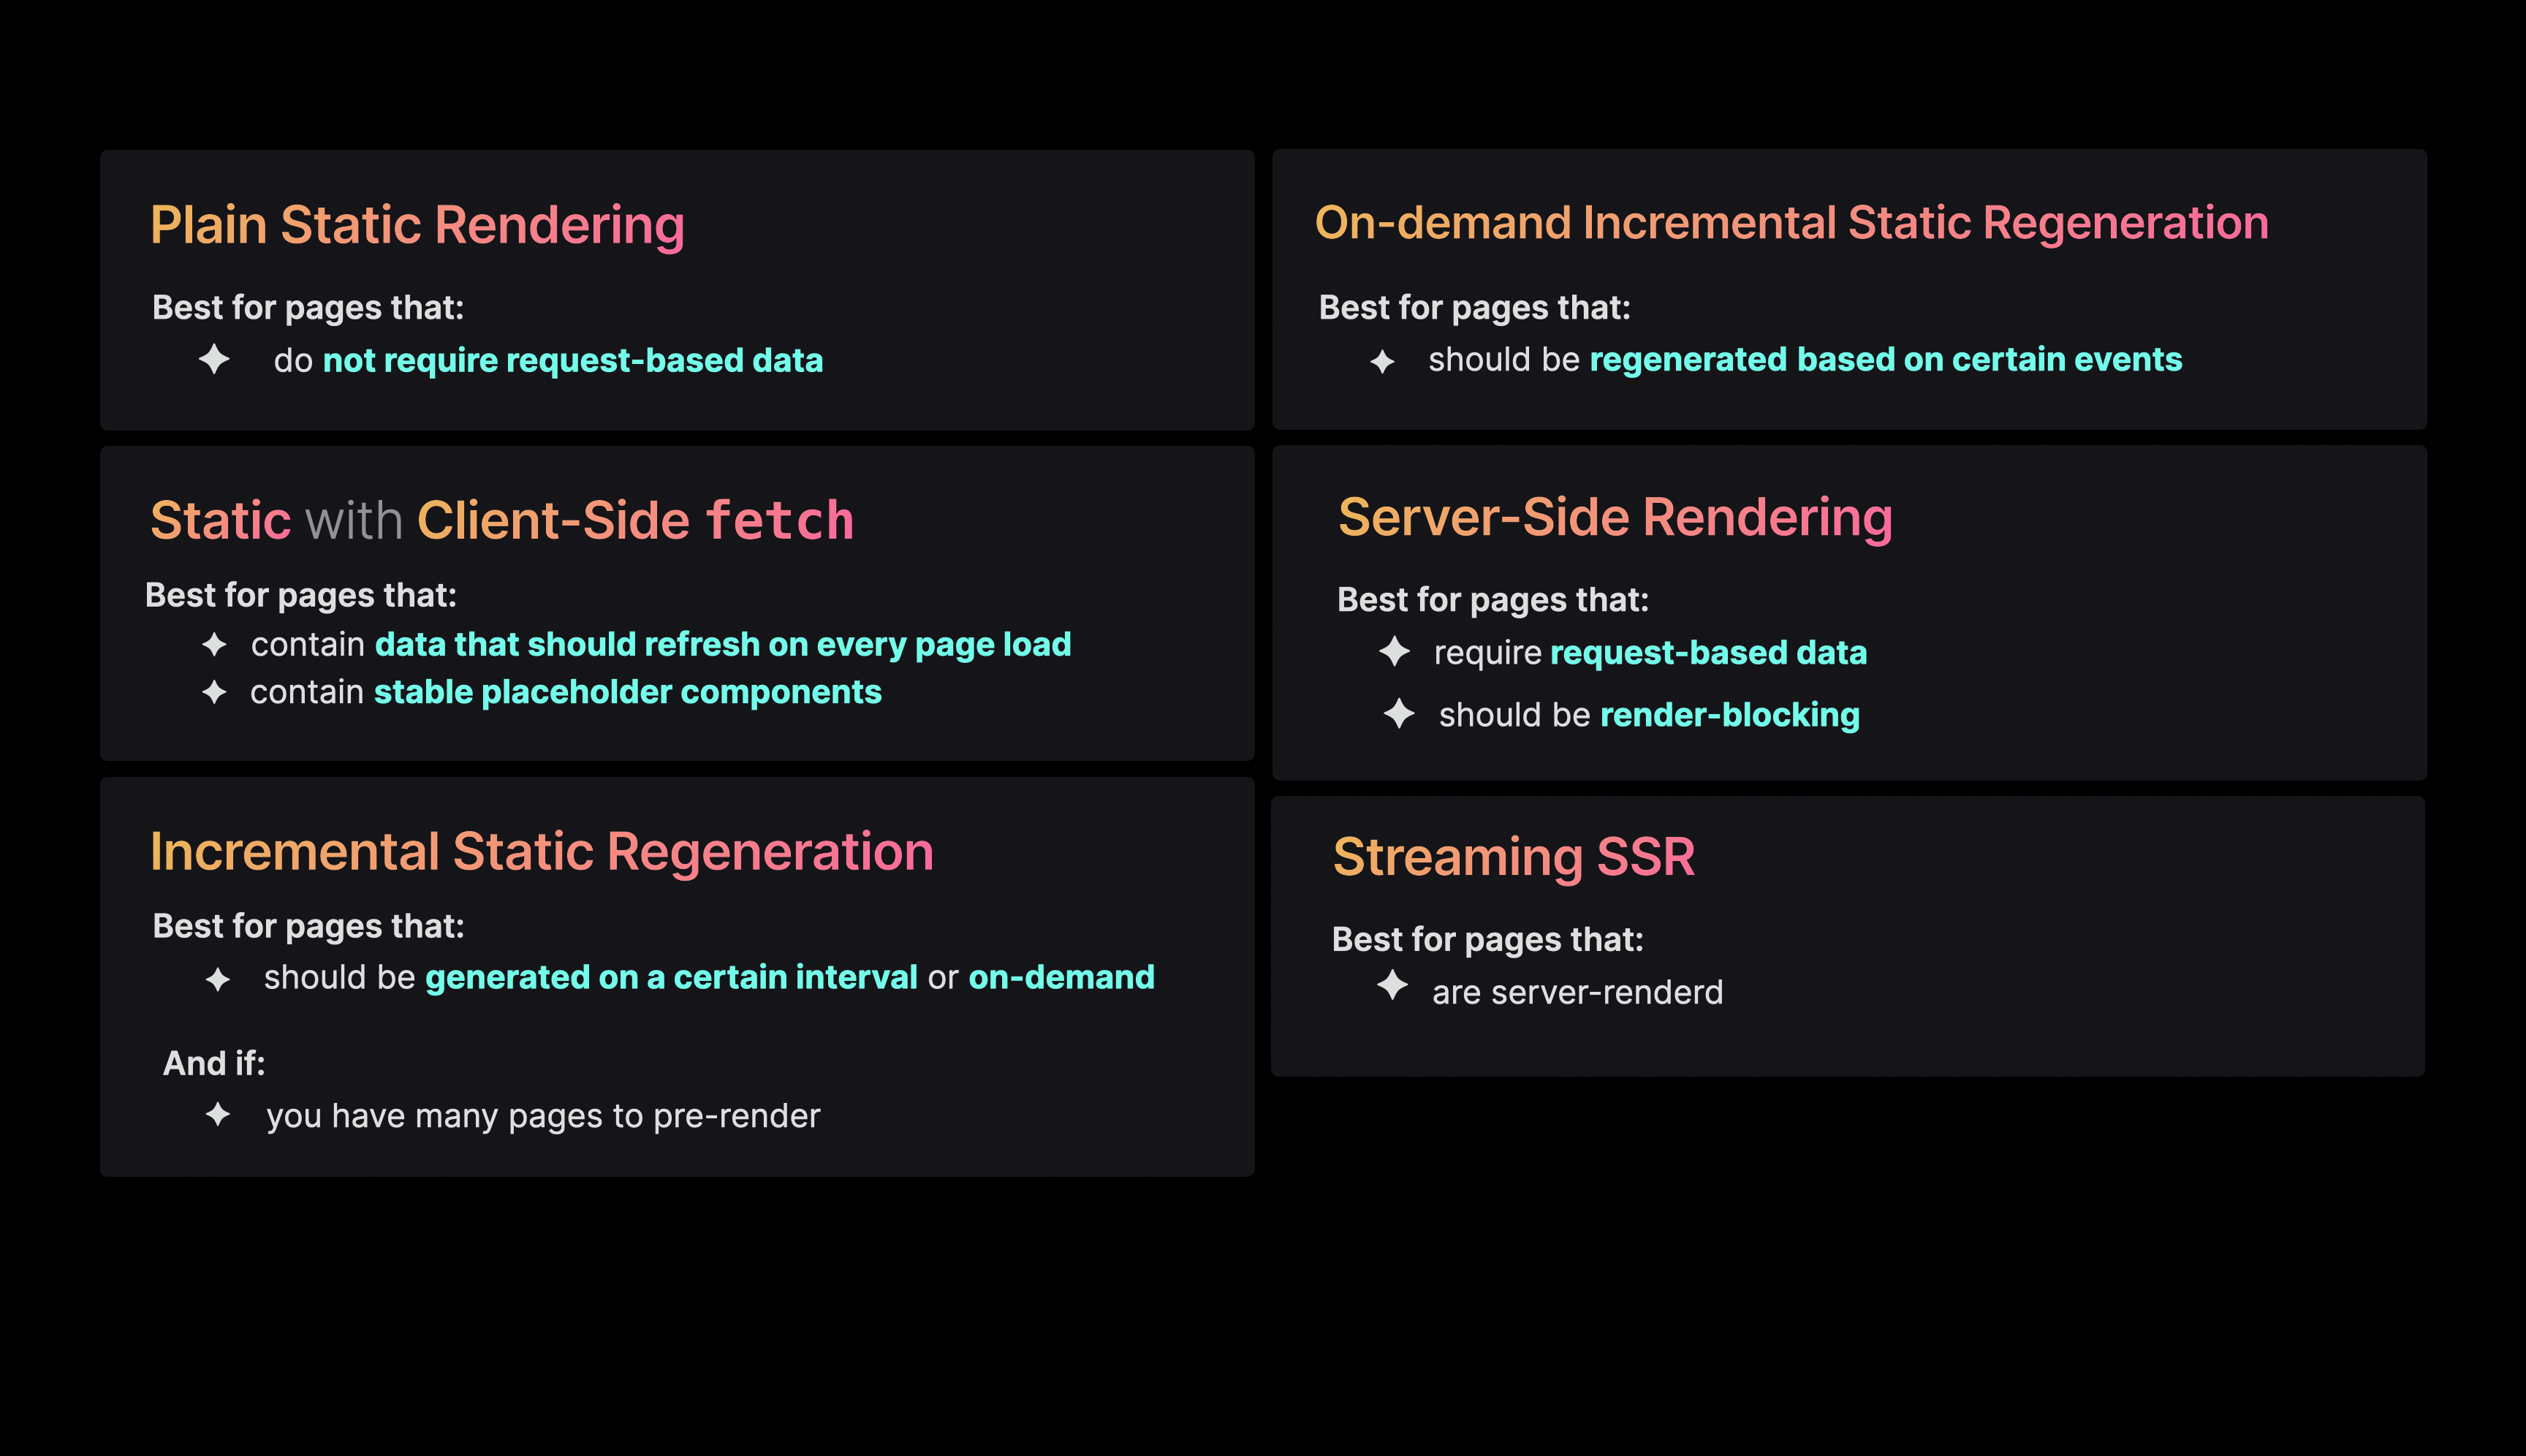 Plain Static Rendering
Best for pages that:
do not require request-based data
Static with Client-Side fetch
Best for pages that:
contain data that should refresh on every page load
contain stable placeholder components
Incremental Static Regeneration
Best for pages that:
should be generated on a certain interval or on-demand
And if:
you have many pages to pre-render
On-demand Incremental Static Regeneration
Best for pages that:
should be regenerated based on certain events
Server-Side Rendering
Best for pages that:
require request-based data
should be render-blocking
Streaming SSR
Best for pages that:
are server-renderd